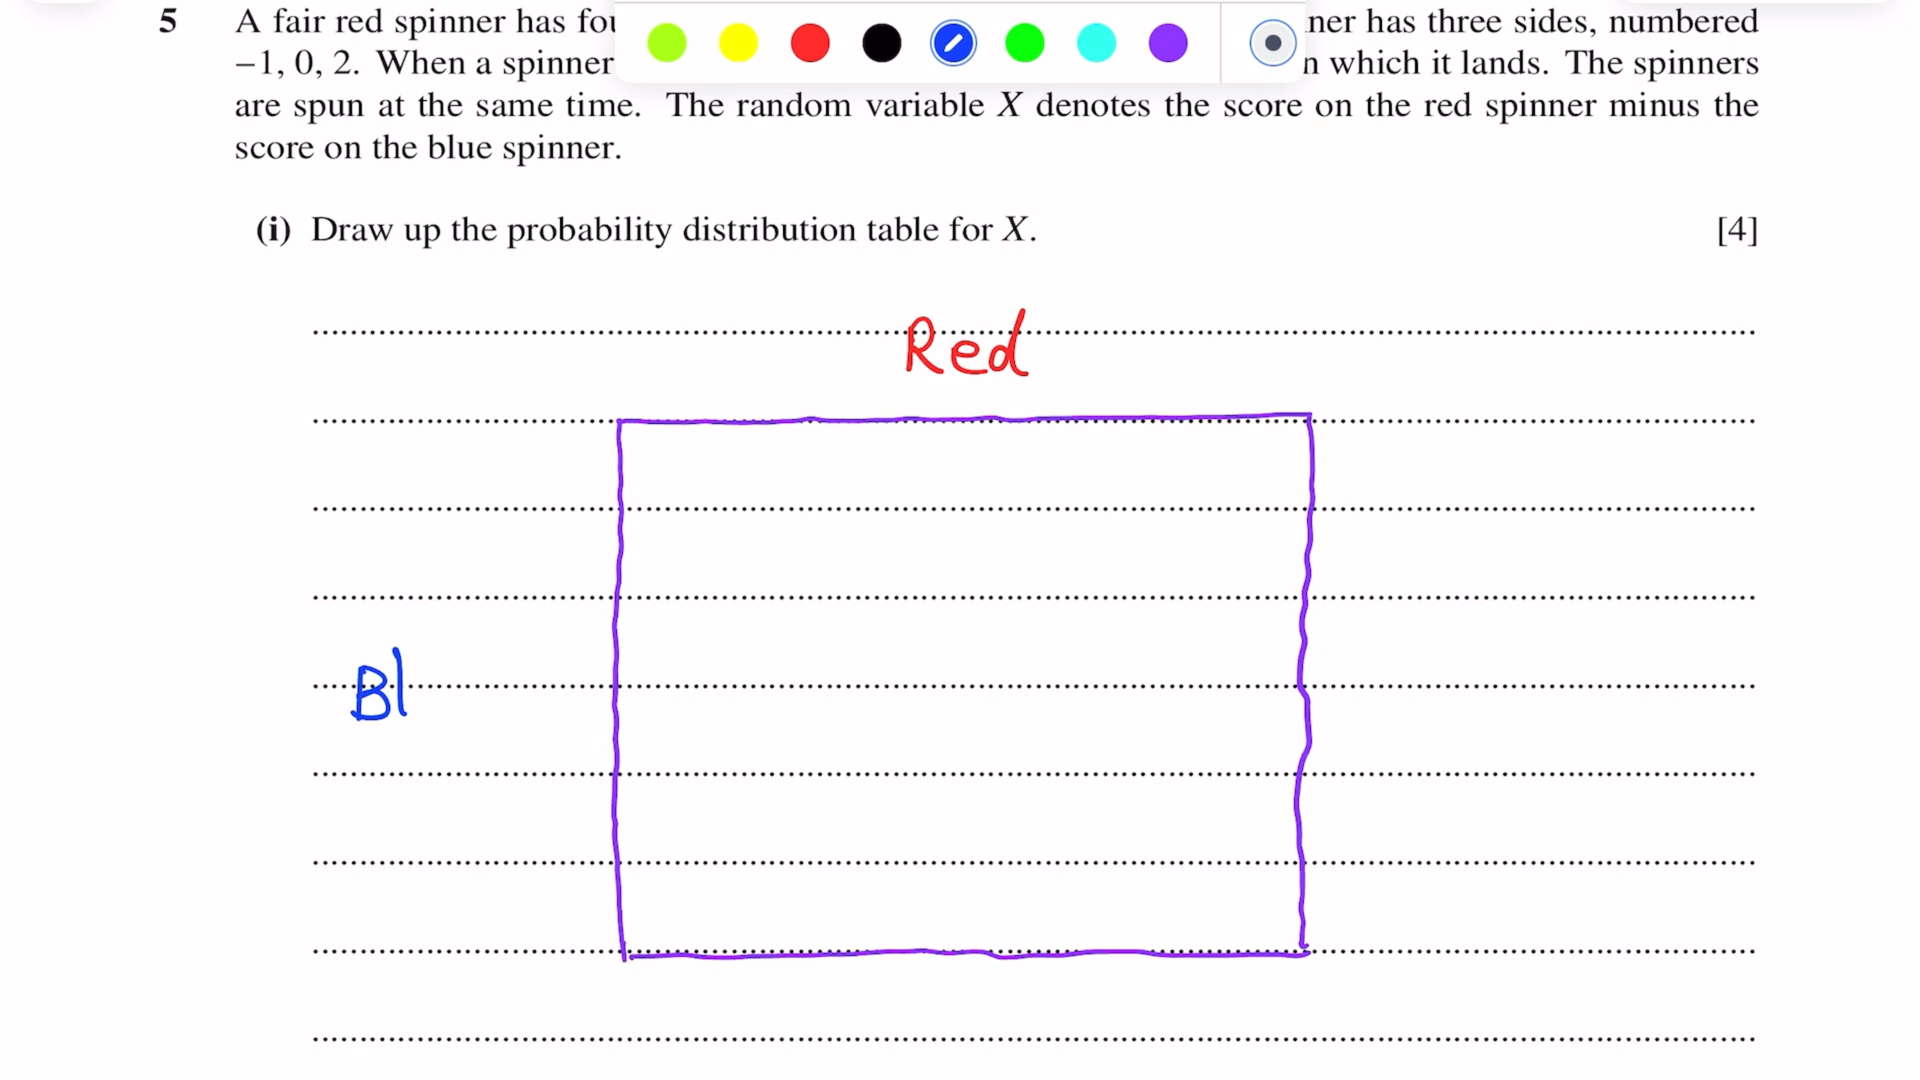 5 A fair red spinner has fou ner has three sides, numbered
−1, 0, 2. When a spinner n which it lands. The spinners
are spun at the same time. The random variable X denotes the score on the red spinner minus the
score on the blue spinner.
(i) Draw up the probability distribution table for X. [4]
Red
Bl